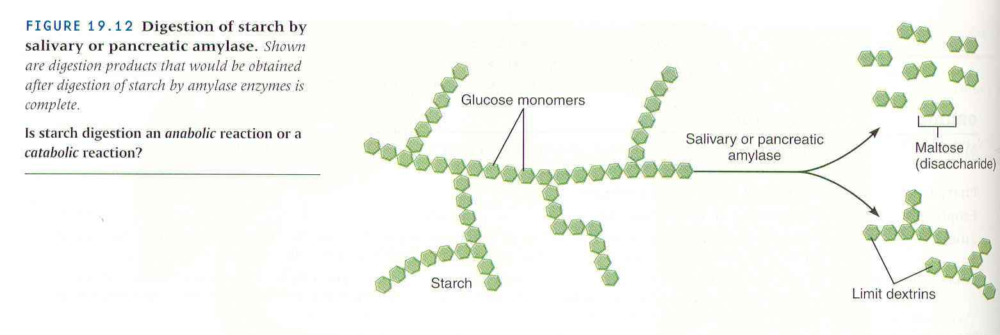 FIGURE 19.12 Digestion of starch by
salivary or pancreatic amylase. Shown
are digestion products that would be obtained
after digestion of starch by amylase enzymes is
complete.
Is starch digestion an anabolic reaction or a
catabolic reaction?
Glucose monomers
Starch
Salivary or pancreatic
amylase
Maltose
(disaccharide)
Limit dextrins